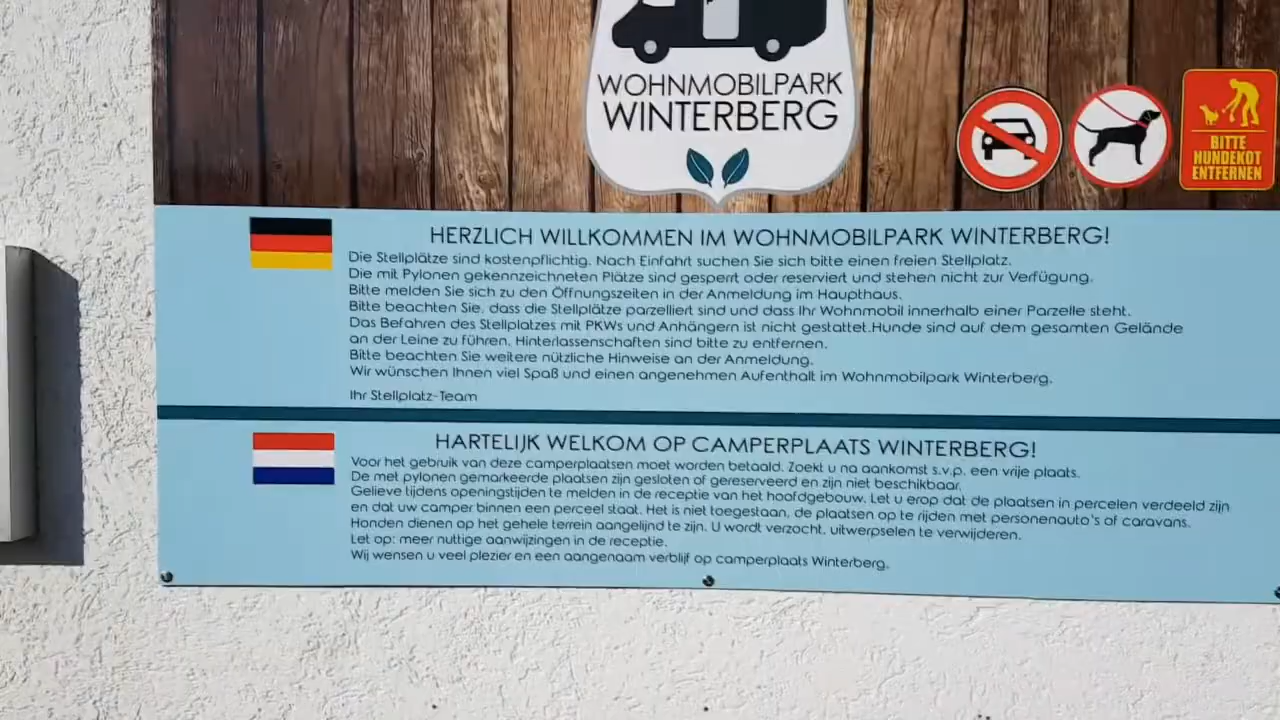 WOHNMOBILPARK
WINTERBERG
BITTE
HUNDEKOT
ENTFERNEN
HERZLICH WILLKOMMEN IM WOHNMOBILPARK WINTERBERG!
Die Stellplätze sind kostenpflichtig. Nach Einfahrt suchen Sie sich bitte einen freien Stellplatz.
Die mit Pylonen gekennzeichneten Plätze sind gesperrt oder reserviert und stehen nicht zur Verfügung.
Bitte melden Sie sich zu den Öffnungszeiten in der Anmeldung im Haupthaus.
Bitte beachten Sie, dass die Stellplätze parzelliert sind und dass Ihr Wohnmobil innerhalb einer Parzelle steht.
Das Befahren des Stellplatzes mit PKWs und Anhängern ist nicht gestattet.Hunde sind auf dem gesamten Gelände
an der Leine zu führen, Hinterlassenschaften sind bitte zu entfernen.
Bitte beachten Sie weitere nützliche Hinweise an der Anmeldung.
Wir wünschen Ihnen viel Spaß und einen angenehmen Aufenthalt im Wohnmobilpark Winterberg.
Ihr Stellplatz-Team
HARTELIJK WELKOM OP CAMPERPLAATS WINTERBERG!
Voor het gebruik van deze camperplaatsen moet worden betaald. Zoekt u na aankomst s.v.p. een vrije plaats.
De met pylonen gemarkeerde plaatsen zijn gesloten of gereserveerd en zijn niet beschikbaar.
Gelieve tijdens openingstijden te melden in de receptie van het hoofdgebouw. Let u erop dat de plaatsen in percelen verdeeld zijn
en dat uw camper binnen een perceel staat. Het is niet toegestaan, de plaatsen op te rijden met personenauto's of caravans.
Honden dienen op het gehele terrein aangelijnd te zijn. U wordt verzocht, uitwerpselen te verwijderen.
Let op: meer nuttige aanwijzingen in de receptie.
Wij wensen u veel plezier en een aangenaam verblijf op camperplaats Winterberg.